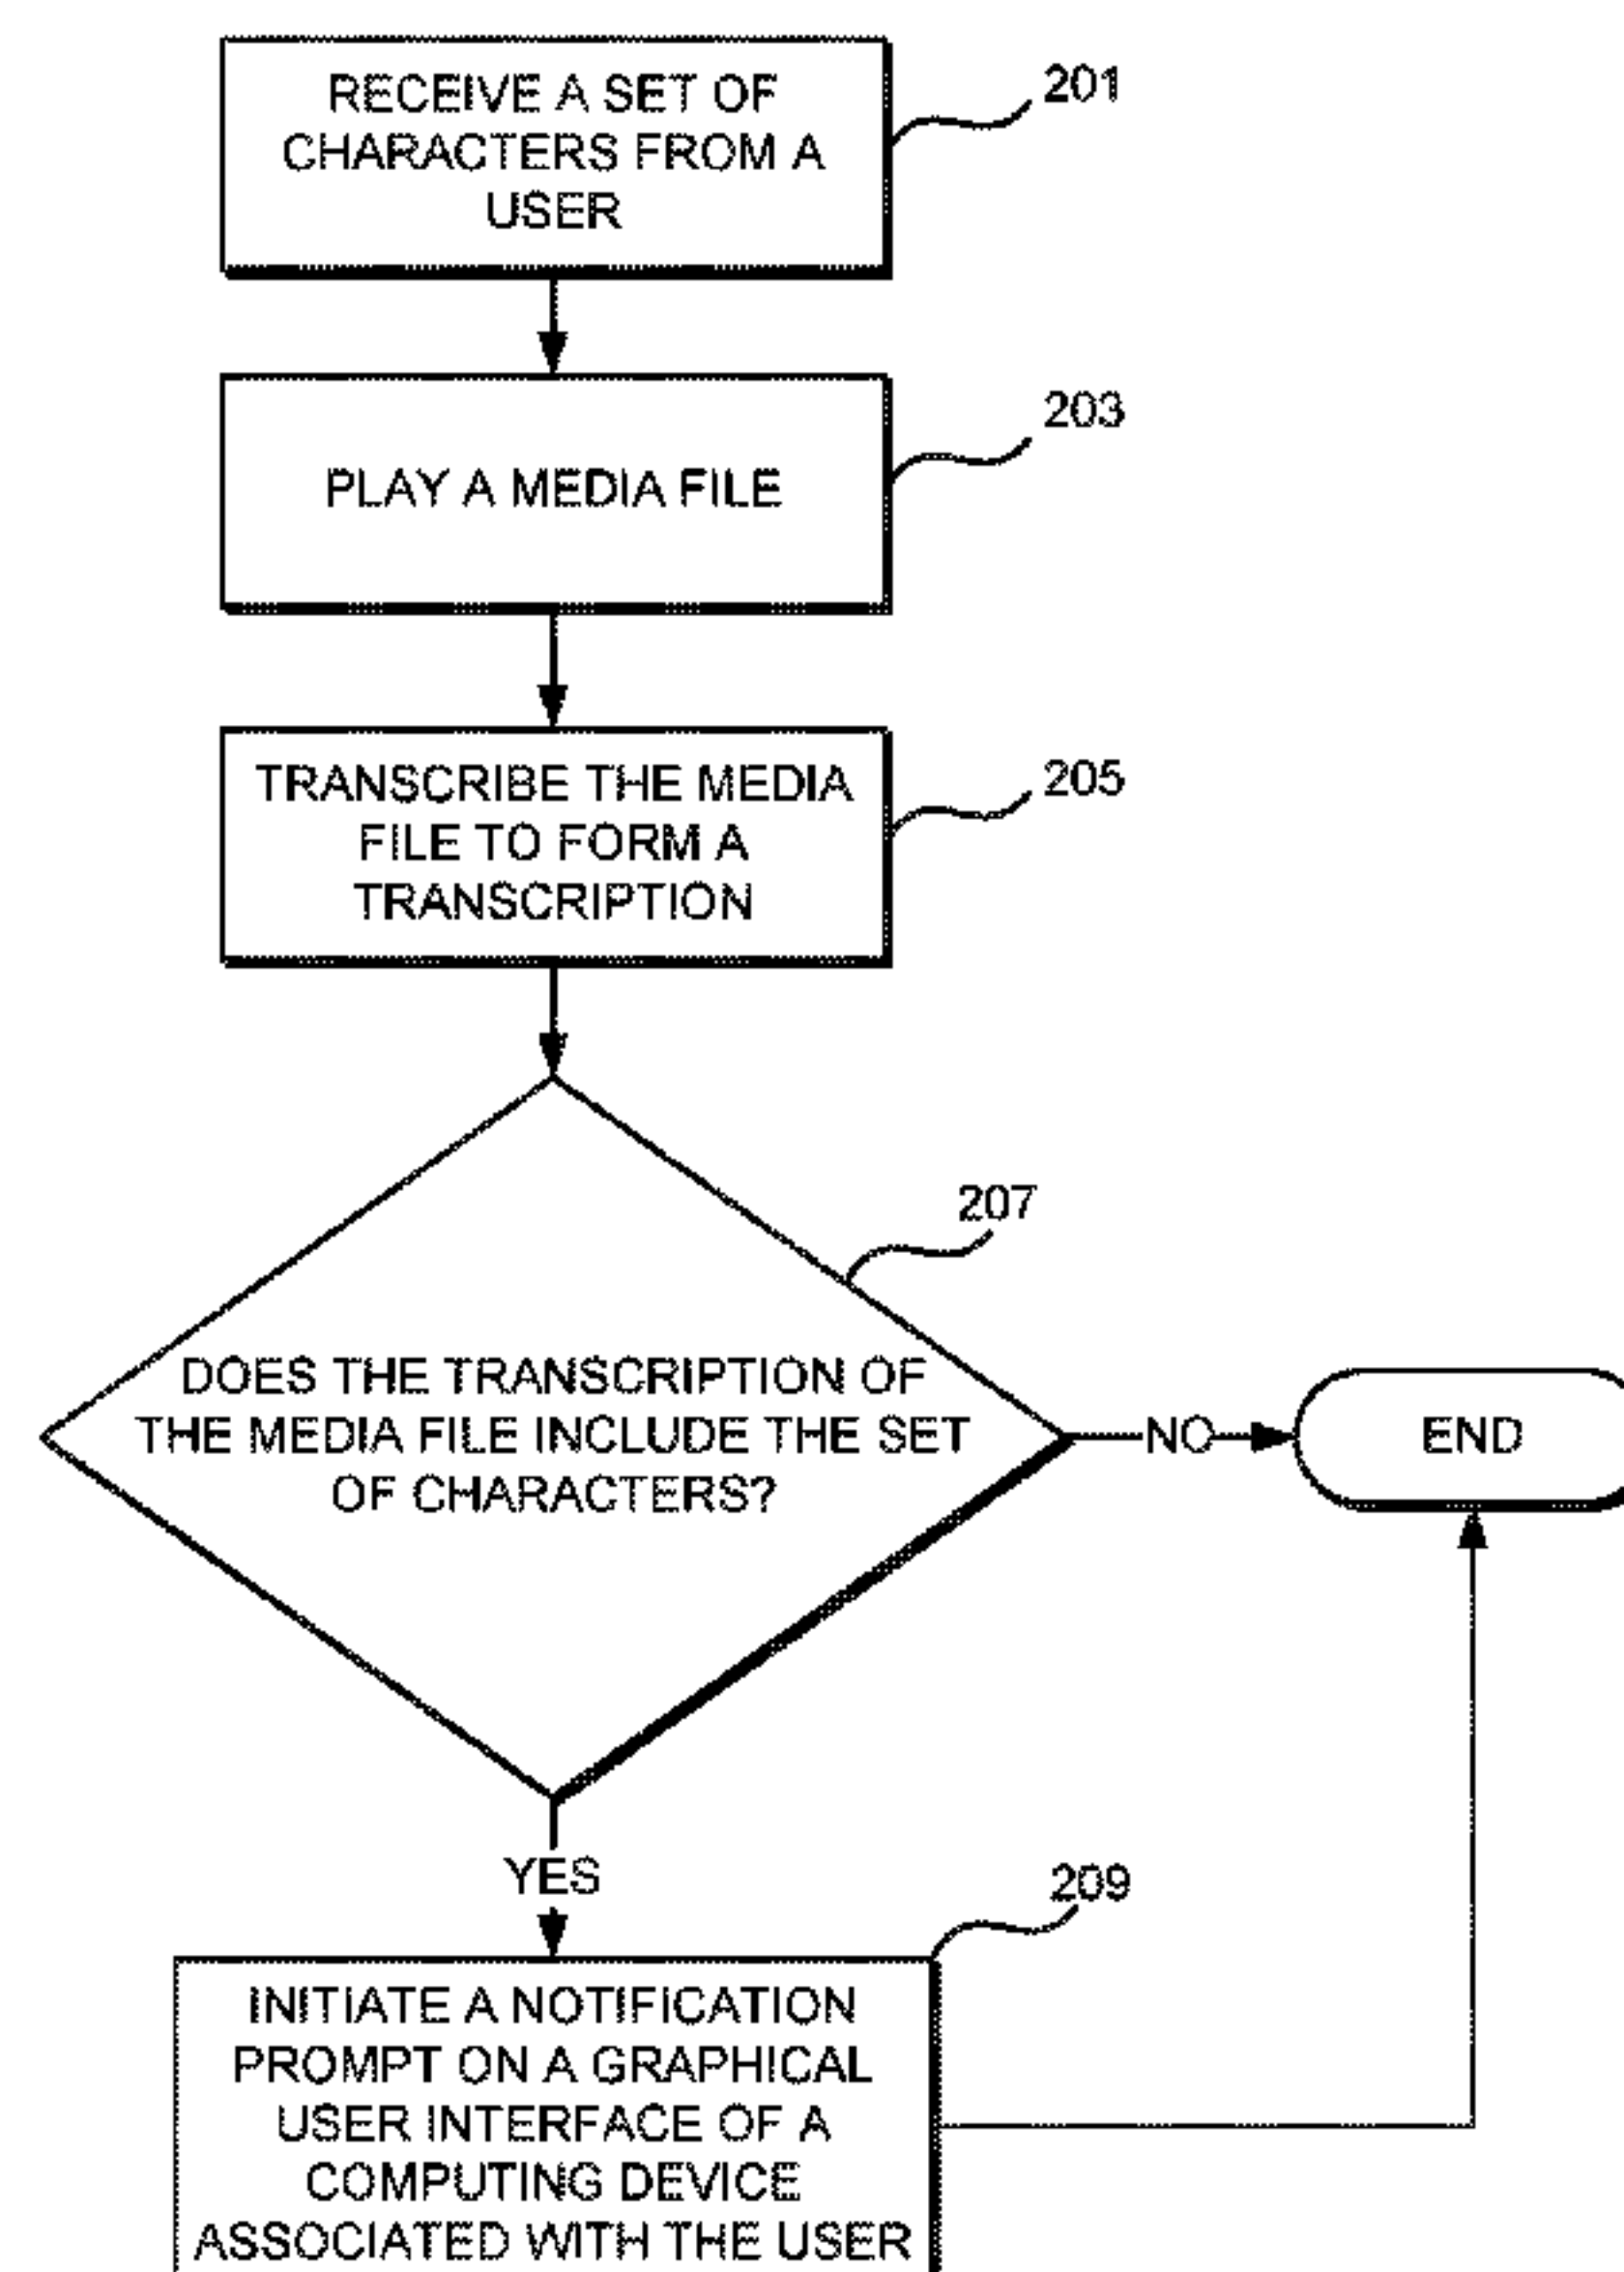 RECEIVE A SET OF
CHARACTERS FROM A
USER
201
PLAY A MEDIA FILE
203
TRANSCRIBE THE MEDIA
FILE TO FORM A
TRANSCRIPTION
205
207
DOES THE TRANSCRIPTION OF
THE MEDIA FILE INCLUDE THE SET
OF CHARACTERS?
NO
END
YES
209
INITIATE A NOTIFICATION
PROMPT ON A GRAPHICAL
USER INTERFACE OF A
COMPUTING DEVICE
ASSOCIATED WITH THE USER